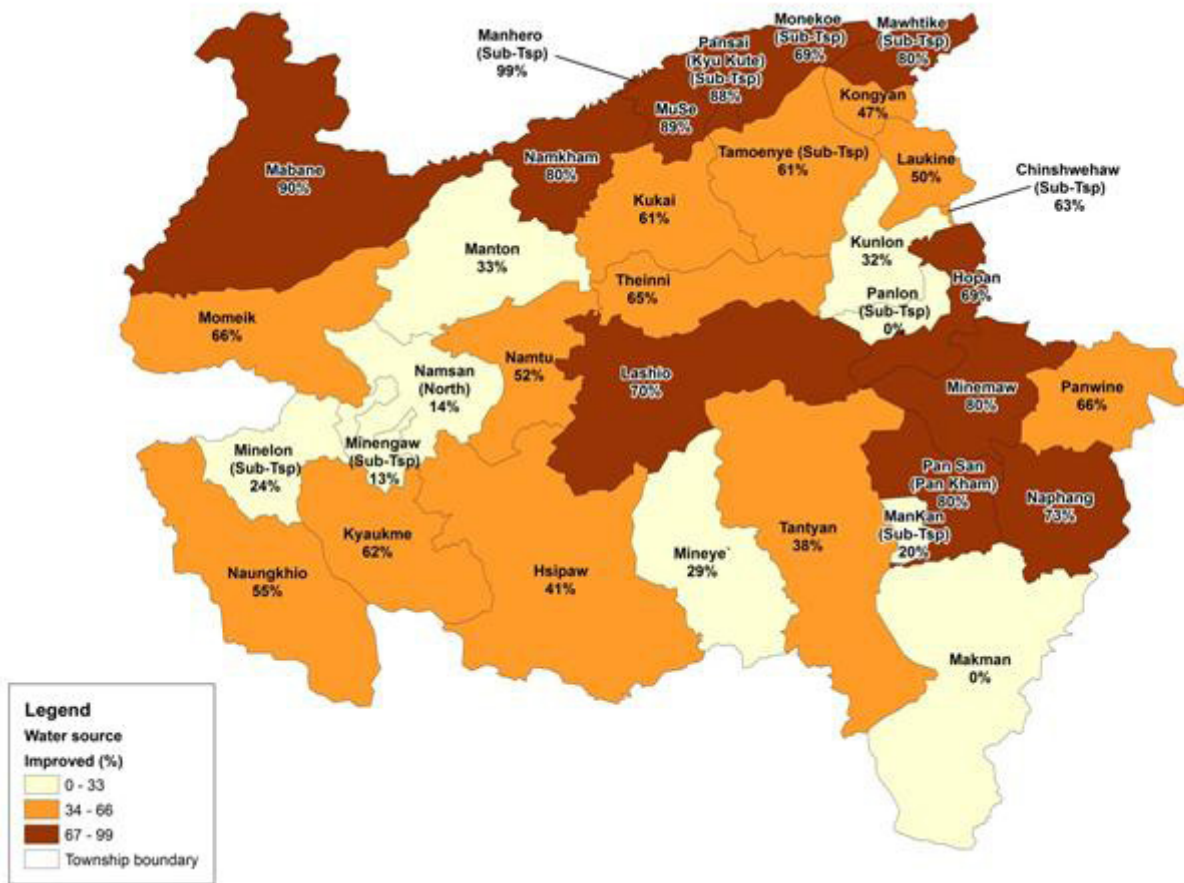 Manhero
(Sub-Tsp)
99%
Pansai
(Kyu Kute)
(Sub-Tsp)
88%
Monekoe
(Sub-Tsp)
69%
Mawhtike
(Sub-Tsp)
80%
MuSe
89%
Kongyan
47%
Mabane
90%
Namkham
80%
Tamoenye (Sub-Tsp)
61%
Laukine
50%
Chinshwehaw
(Sub-Tsp)
63%
Kukai
61%
Manton
33%
Kunlon
32%
Hopan
69%
Theinni
65%
Panlon
(Sub-Tsp)
0%
Momeik
66%
Namsan
(North)
14%
Namtu
52%
Lashio
70%
Minemaw
80%
Panwine
66%
Minelon
(Sub-Tsp)
24%
Minengaw
(Sub-Tsp)
13%
Pan San
(Pan Kham)
80%
Naphang
73%
ManKan
(Sub-Tsp)
20%
Kyaukme
62%
Tantyan
38%
Mineye`
29%
Naungkhio
55%
Hsipaw
41%
Makman
0%
Legend
Water source
Improved (%)
0 - 33
34 - 66
67 - 99
Township boundary